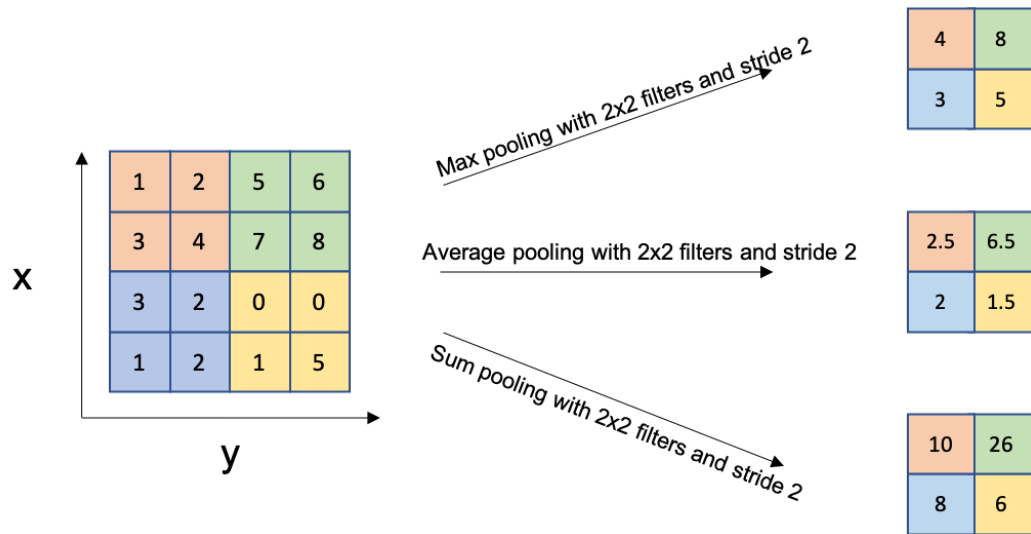 4 8
3 5
Max pooling with 2x2 filters and stride 2
1 2 5 6
3 4 7 8
3 2 0 0
1 2 1 5
x
y
Average pooling with 2x2 filters and stride 2
2.5 6.5
2 1.5
Sum pooling with 2x2 filters and stride 2
10 26
8 6